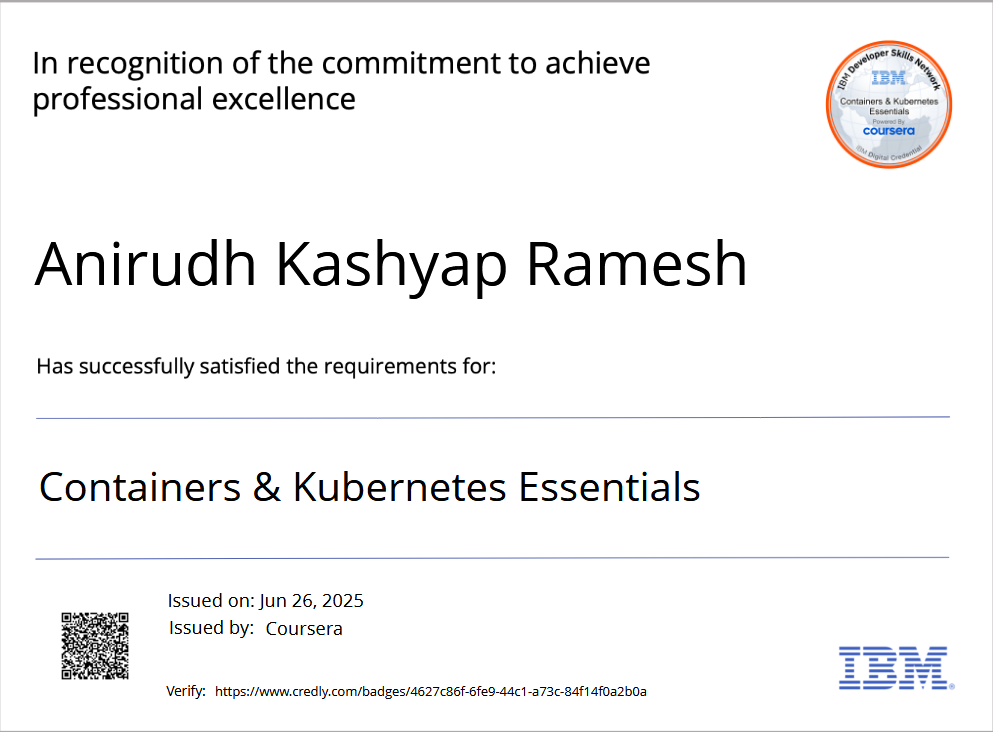 In recognition of the commitment to achieve
professional excellence
IBM Developer Skills Network
IBM
Containers & Kubernetes
Essentials
Powered By
coursera
IBM Digital Credential
Anirudh Kashyap Ramesh
Has successfully satisfied the requirements for:
Containers & Kubernetes Essentials
Issued on: Jun 26, 2025
Issued by: Coursera
Verify: https://www.credly.com/badges/4627c86f-6fe9-44c1-a73c-84f14f0a2b0a
IBM®